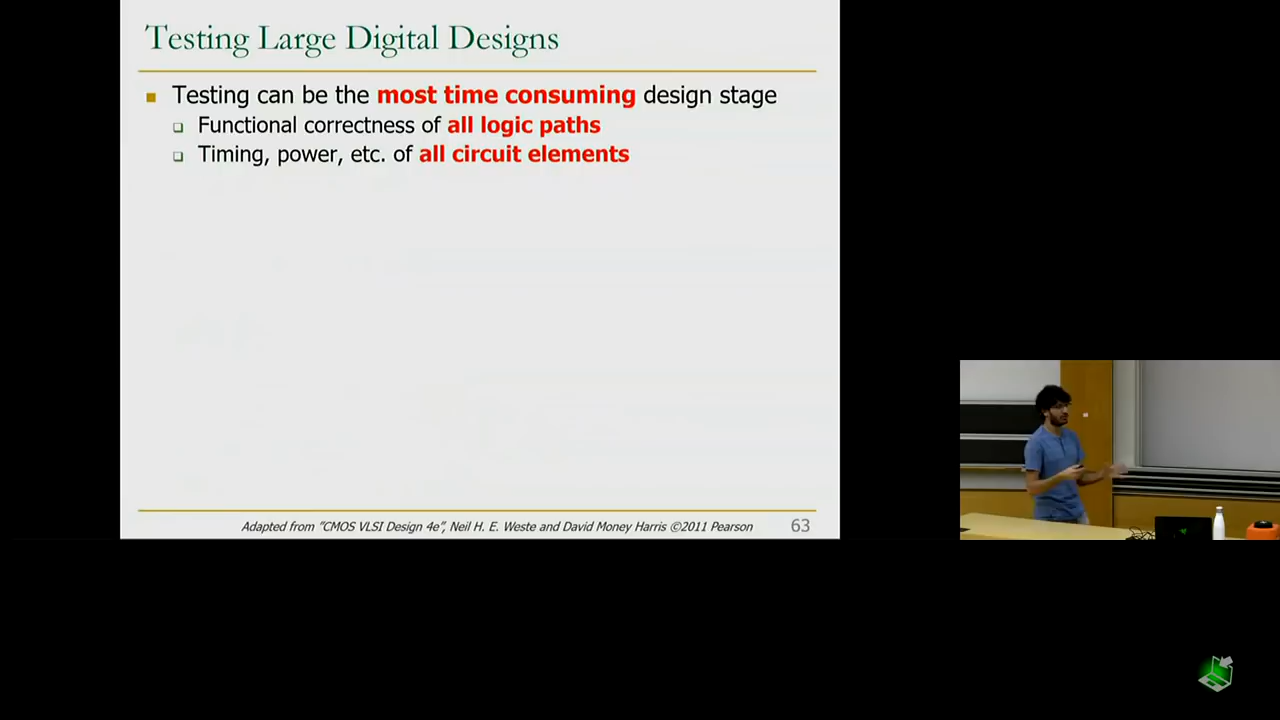 Testing Large Digital Designs
Testing can be the most time consuming design stage
Functional correctness of all logic paths
Timing, power, etc. of all circuit elements
Adapted from "CMOS VLSI Design 4e", Neil H. E. Weste and David Money Harris ©2011 Pearson
63